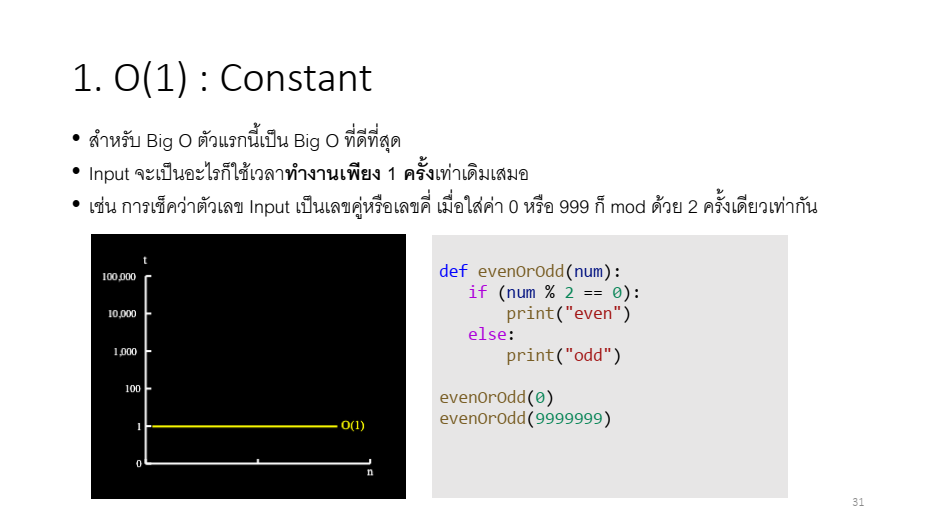 1. O(1) : Constant
• สำหรับ Big O ตัวแรกนี้เป็น Big O ที่ดีที่สุด
• Input จะเป็นอะไรก็ใช้เวลาทำงานเพียง 1 ครั้งเท่าเดิมเสมอ
• เช่น การเช็คว่าตัวเลข Input เป็นเลขคู่หรือเลขคี่ เมื่อใส่ค่า 0 หรือ 999 ก็ mod ด้วย 2 ครั้งเดียวเท่ากัน
t
100,000
10,000
1,000
100
1
O(1)
0
n
def evenOrOdd(num):
if (num % 2 == 0):
print("even")
else:
print("odd")
evenOrOdd(0)
evenOrOdd(9999999)
31